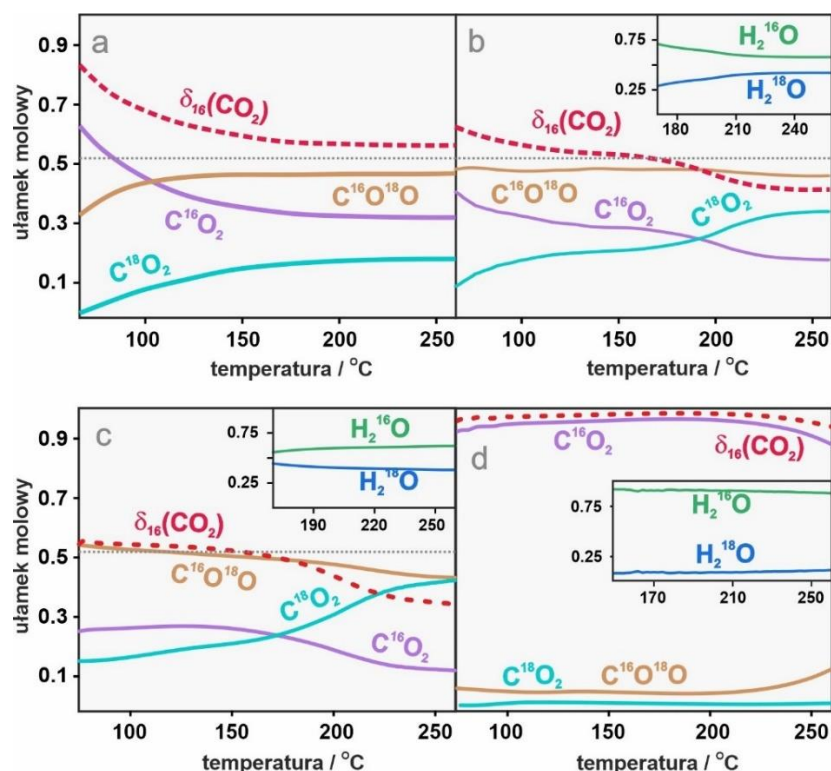 a
0.9
0.7
0.5
0.3
0.1
ułamek molowy
δ₁₆(CO₂)
C¹⁶O¹⁸O
C¹⁶O₂
C¹⁸O₂
100 150 200 250
temperatura / °C
b
0.75
0.25
H₂¹⁶O
H₂¹⁸O
180 210 240
δ₁₆(CO₂)
C¹⁶O¹⁸O
C¹⁶O₂
C¹⁸O₂
100 150 200 250
temperatura / °C
c
0.9
0.7
0.5
0.3
0.1
ułamek molowy
0.75
0.25
H₂¹⁶O
H₂¹⁸O
190 220 250
δ₁₆(CO₂)
C¹⁶O¹⁸O
C¹⁸O₂
C¹⁶O₂
100 150 200 250
temperatura / °C
d
C¹⁶O₂
δ₁₆(CO₂)
0.75
0.25
H₂¹⁶O
H₂¹⁸O
170 210 250
C¹⁸O₂
C¹⁶O¹⁸O
100 150 200 250
temperatura / °C